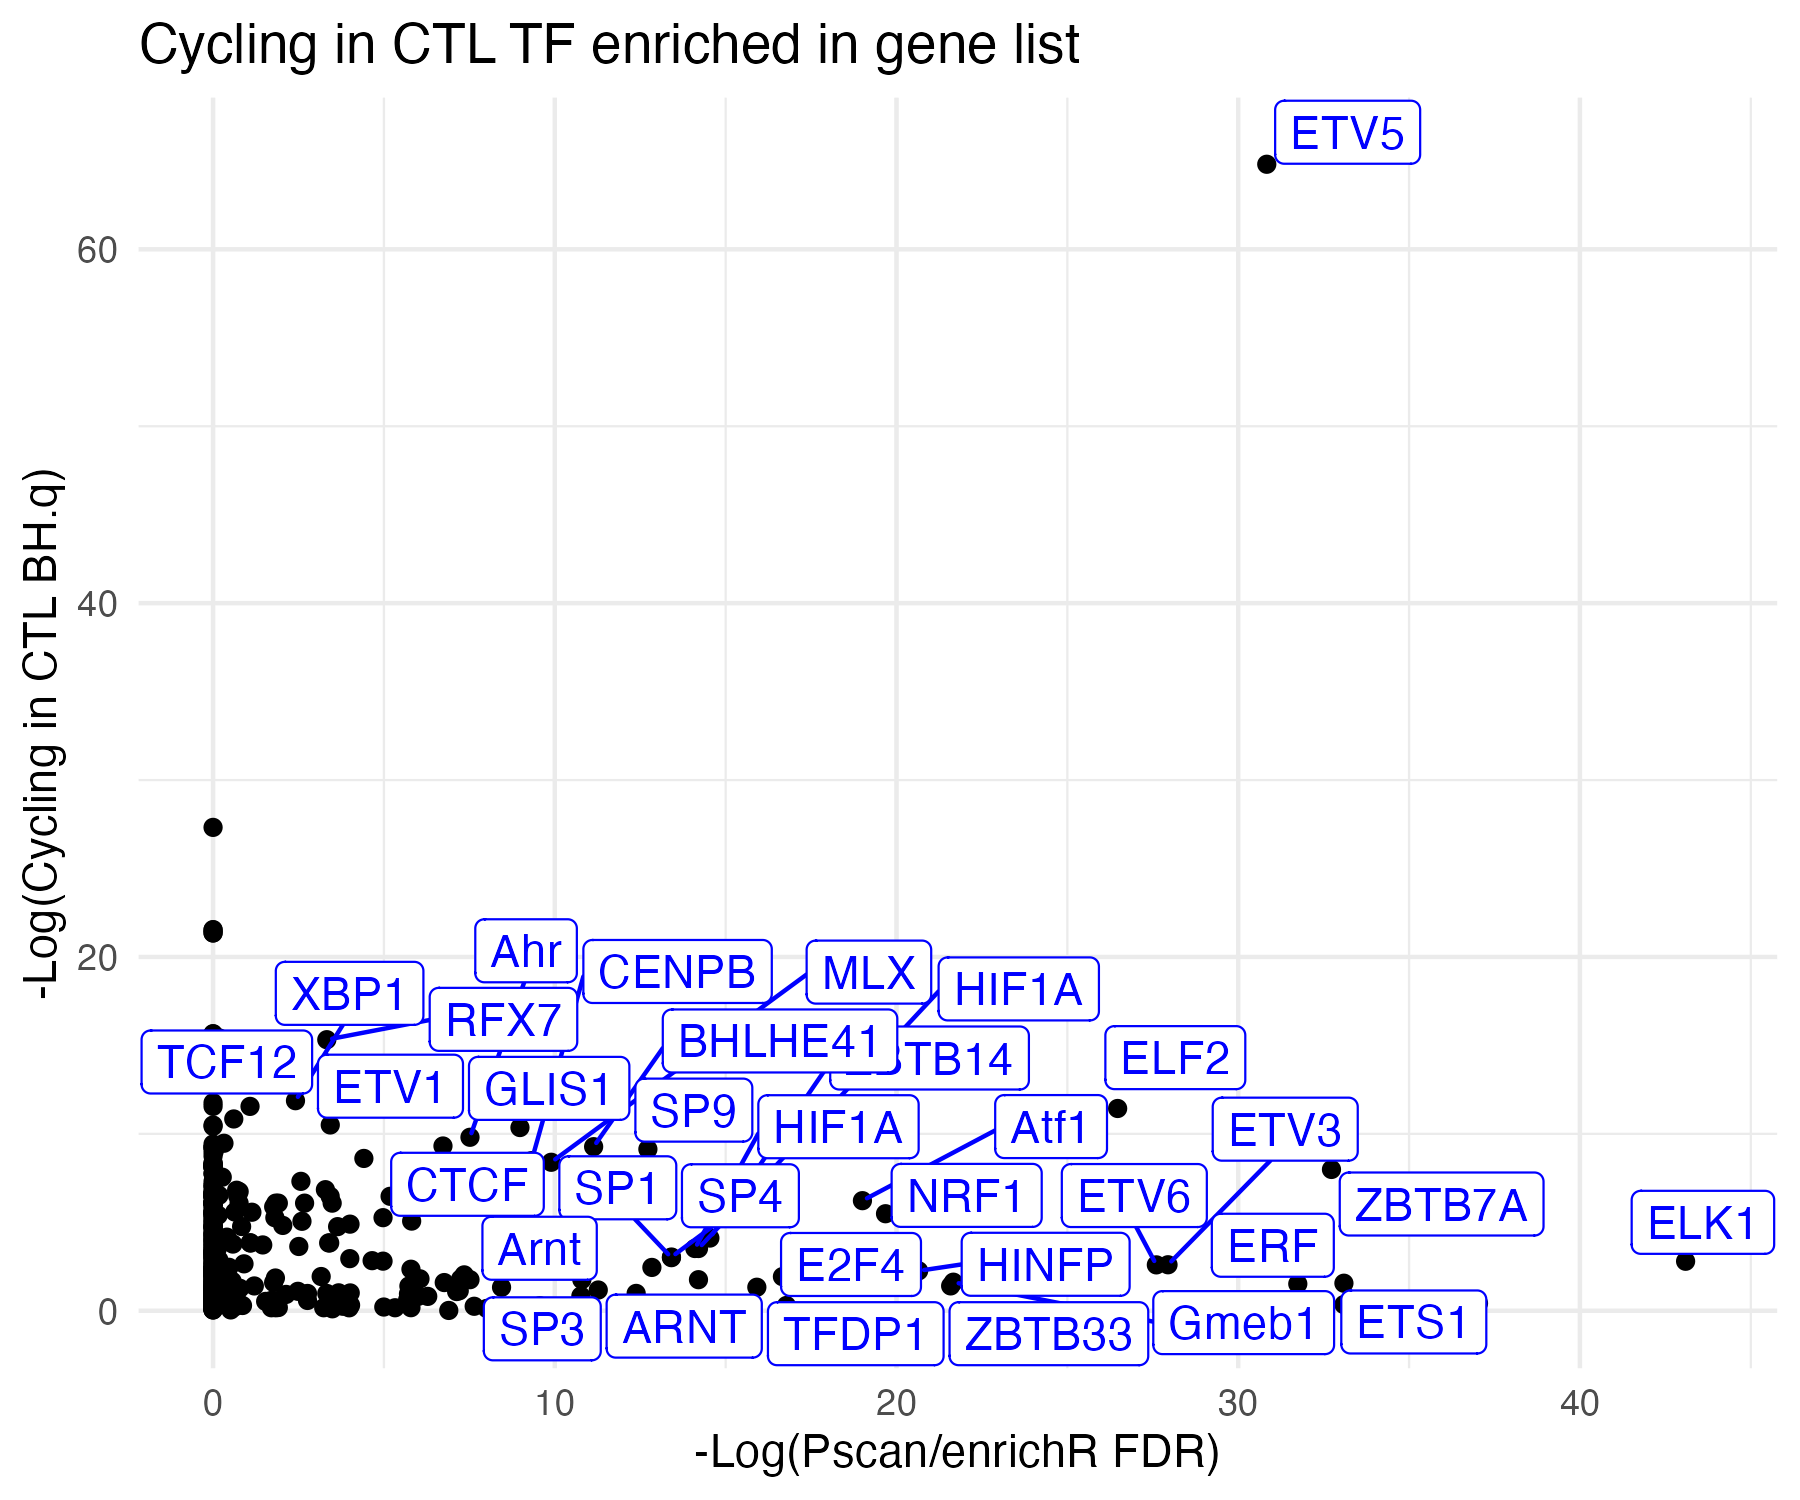 Cycling in CTL TF enriched in gene list
ETV5
60
40
20
0
-Log(Cycling in CTL BH.q)
Ahr
CENPB
MLX
HIF1A
XBP1
RFX7
BHLHE41
TB14
ELF2
TCF12
ETV1
GLIS1
SP9
HIF1A
Atf1
ETV3
CTCF
SP1
SP4
NRF1
ETV6
ZBTB7A
ELK1
Arnt
E2F4
HINFP
ERF
SP3
ARNT
TFDP1
ZBTB33
Gmeb1
ETS1
0
10
20
30
40
-Log(Pscan/enrichR FDR)